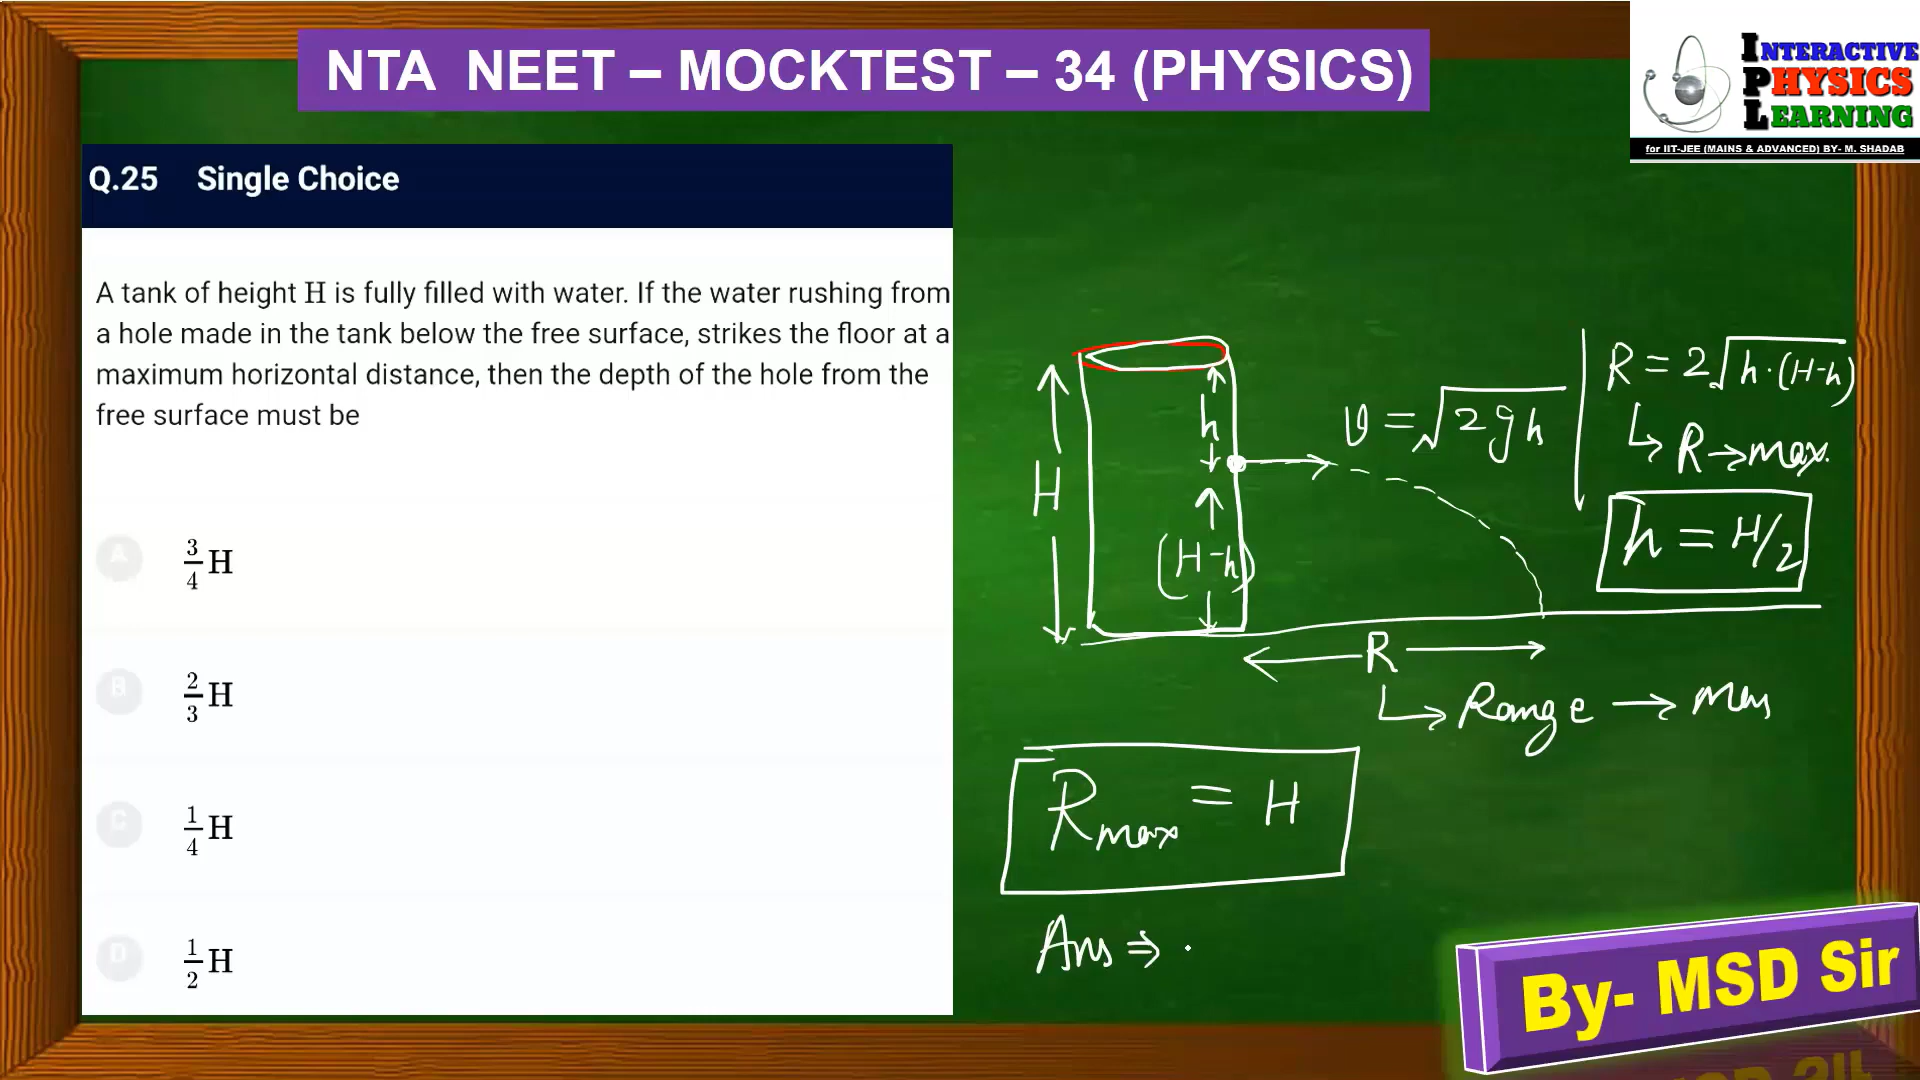 NTA NEET – MOCKTEST – 34 (PHYSICS)
INTERACTIVE
PHYSICS
LEARNING
for IIT-JEE (MAINS & ADVANCED) BY- M. SHADAB
Q.25 Single Choice
A tank of height H is fully filled with water. If the water rushing from
a hole made in the tank below the free surface, strikes the floor at a
maximum horizontal distance, then the depth of the hole from the
free surface must be
A 3/4 H
B 2/3 H
C 1/4 H
D 1/2 H
H
h
(H-h)
v = √2gh
R = 2√h·(H-h)
↳ R → max.
h = H/2
R
↳ Range → max
Rmax = H
Ans ⇒ ·
By- MSD Sir